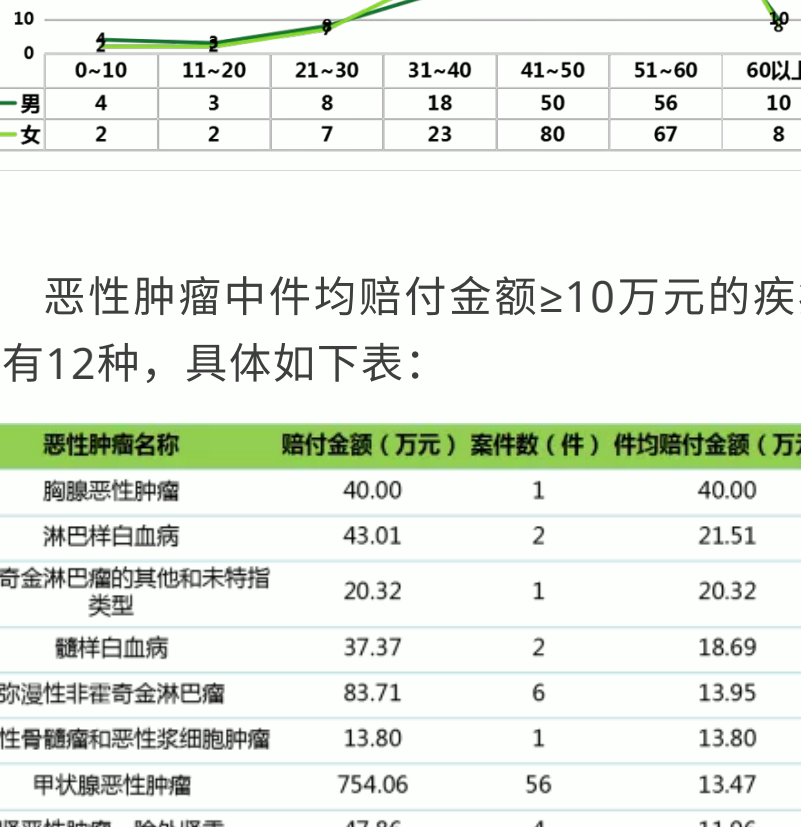 10
0
4 3 8 10
2 2 7 8
0~10 11~20 21~30 31~40 41~50 51~60 60以上
男 4 3 8 18 50 56 10
女 2 2 7 23 80 67 8
恶性肿瘤中件均赔付金额≥10万元的疾
有12种，具体如下表：
恶性肿瘤名称 赔付金额（万元） 案件数（件） 件均赔付金额（万元
胸腺恶性肿瘤 40.00 1 40.00
淋巴样白血病 43.01 2 21.51
奇金淋巴瘤的其他和未特指
类型 20.32 1 20.32
髓样白血病 37.37 2 18.69
弥漫性非霍奇金淋巴瘤 83.71 6 13.95
性骨髓瘤和恶性浆细胞肿瘤 13.80 1 13.80
甲状腺恶性肿瘤 754.06 56 13.47